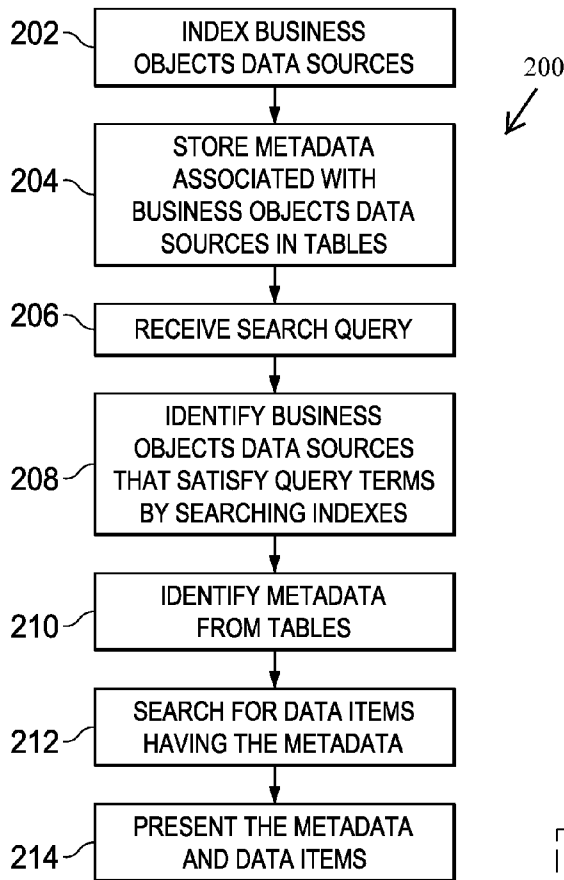 202
INDEX BUSINESS
OBJECTS DATA SOURCES
200
204
STORE METADATA
ASSOCIATED WITH
BUSINESS OBJECTS DATA
SOURCES IN TABLES
206
RECEIVE SEARCH QUERY
208
IDENTIFY BUSINESS
OBJECTS DATA SOURCES
THAT SATISFY QUERY TERMS
BY SEARCHING INDEXES
210
IDENTIFY METADATA
FROM TABLES
212
SEARCH FOR DATA ITEMS
HAVING THE METADATA
214
PRESENT THE METADATA
AND DATA ITEMS